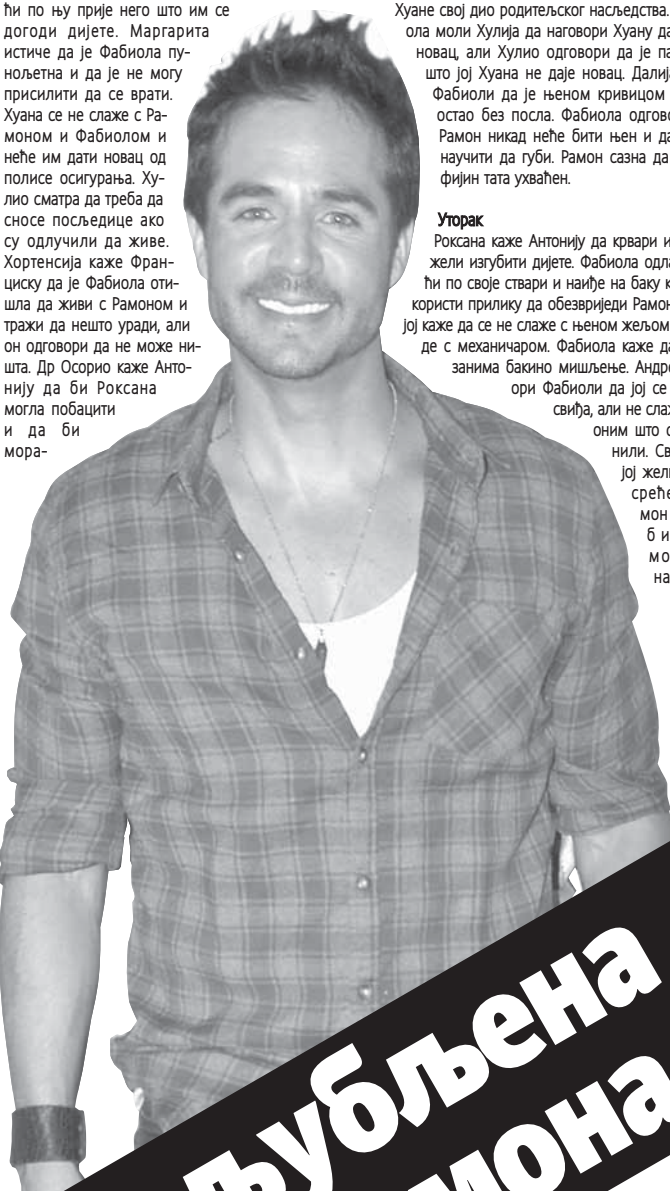 ћи по њу прије него што им се
догоди дијете. Маргарита
истиче да је Фабиола пу-
нољетна и да је не могу
присилити да се врати.
Хуана се не слаже с Ра-
моном и Фабиолом и
неће им дати новац од
полисе осигурања. Ху-
лио сматра да треба да
сносе посљедице ако
су одлучили да живе.
Хортенсија каже Фран-
циску да је Фабиола оти-
шла да живи с Рамоном и
тражи да нешто уради, али
он одговори да не може ни-
шта. Др Осорио каже Анто-
нију да би Роксана
могла побацити
и да би
мора-
Хуане свој дио родитељског насљедства.
ола моли Хулија да наговори Хуану да
новац, али Хулио одговори да је па
што јој Хуана не даје новац. Далија
Фабиоли да је њеном кривицом
остао без посла. Фабиола одгово
Рамон никад неће бити њен и да
научити да губи. Рамон сазна да
фијин тата ухваћен.
Уторак
Роксана каже Антонију да крвари и
жели изгубити дијете. Фабиола одла
ћи по своје ствари и наиђе на баку к
користи прилику да обезвриједи Рамон
јој каже да се не слаже с њеном жељом
де с механичаром. Фабиола каже да
занима бакино мишљење. Андре
ори Фабиоли да јој се
свиђа, али не слаж
оним што с
нили. Св
јој жели
среће
мон
би
мо
на
љубљена
мона